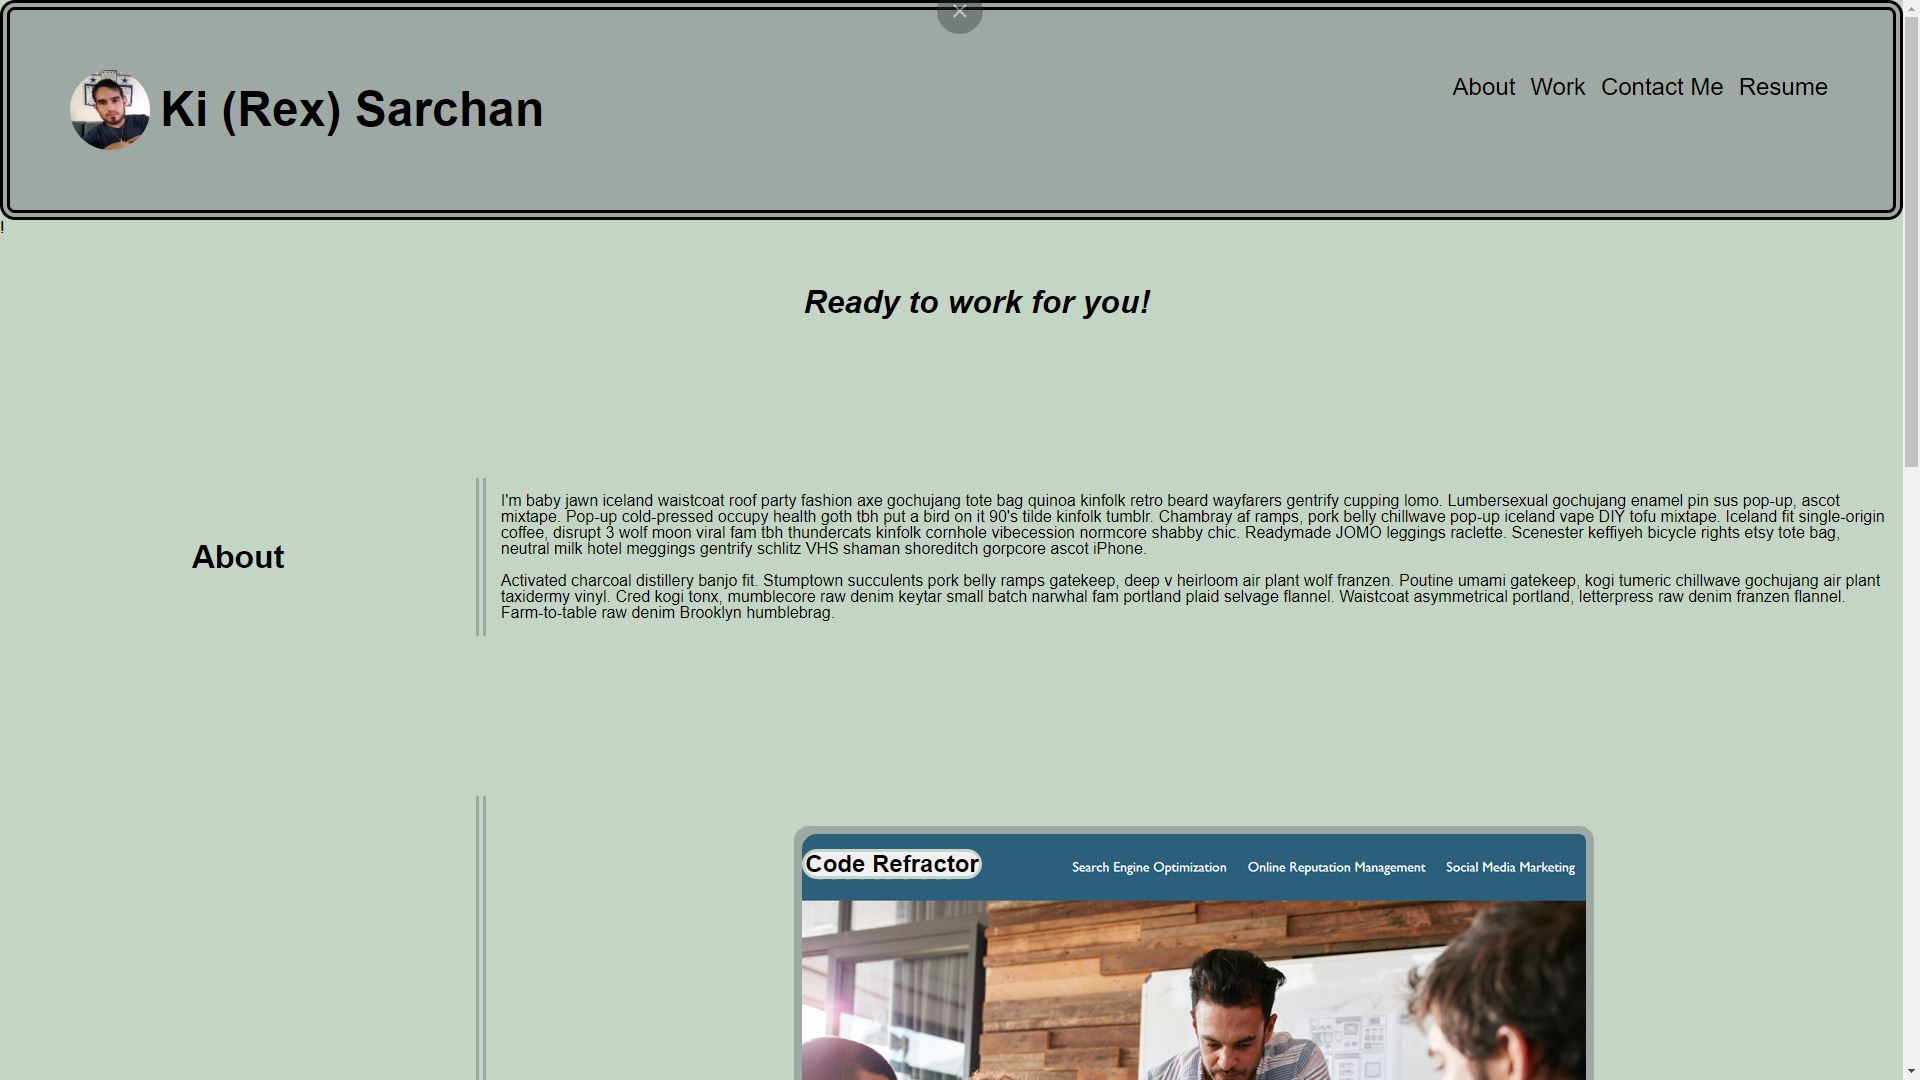 Ki (Rex) Sarchan
About Work Contact Me Resume
!
Ready to work for you!
About
I'm baby jawn iceland waistcoat roof party fashion axe gochujang tote bag quinoa kinfolk retro beard wayfarers gentrify cupping lomo. Lumbersexual gochujang enamel pin sus pop-up, ascot
mixtape. Pop-up cold-pressed occupy health goth tbh put a bird on it 90's tilde kinfolk tumblr. Chambray af ramps, pork belly chillwave pop-up iceland vape DIY tofu mixtape. Iceland fit single-origin
coffee, disrupt 3 wolf moon viral fam tbh thundercats kinfolk cornhole vibecession normcore shabby chic. Readymade JOMO leggings raclette. Scenester keffiyeh bicycle rights etsy tote bag,
neutral milk hotel meggings gentrify schlitz VHS shaman shoreditch gorpcore ascot iPhone.
Activated charcoal distillery banjo fit. Stumptown succulents pork belly ramps gatekeep, deep v heirloom air plant wolf franzen. Poutine umami gatekeep, kogi tumeric chillwave gochujang air plant
taxidermy vinyl. Cred kogi tonx, mumblecore raw denim keytar small batch narwhal fam portland plaid selvage flannel. Waistcoat asymmetrical portland, letterpress raw denim franzen flannel.
Farm-to-table raw denim Brooklyn humblebrag.
Code Refractor
Search Engine Optimization Online Reputation Management Social Media Marketing